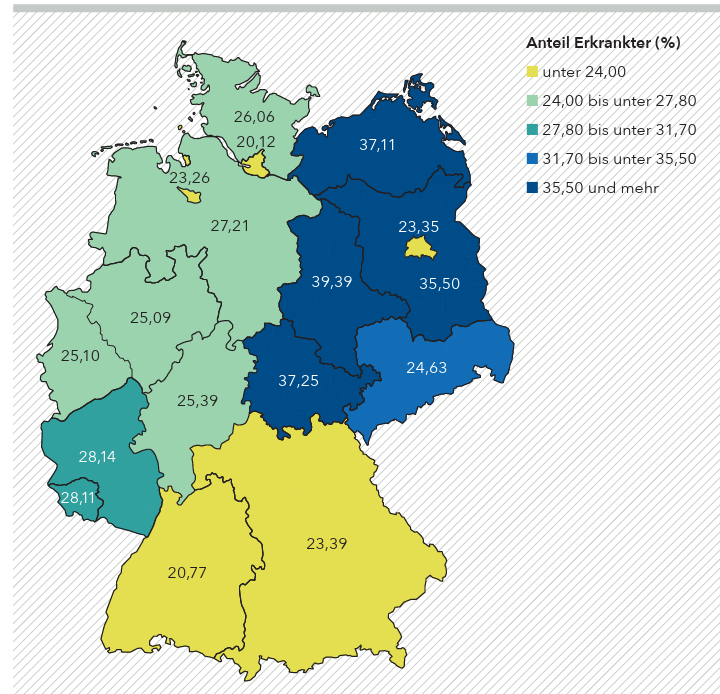 Anteil Erkrankter (%)
unter 24,00
24,00 bis unter 27,80
27,80 bis unter 31,70
31,70 bis unter 35,50
35,50 und mehr
26,06
20,12
37,11
23,26
27,21
23,35
39,39
35,50
25,09
25,10
24,63
37,25
25,39
28,14
28,11
23,39
20,77